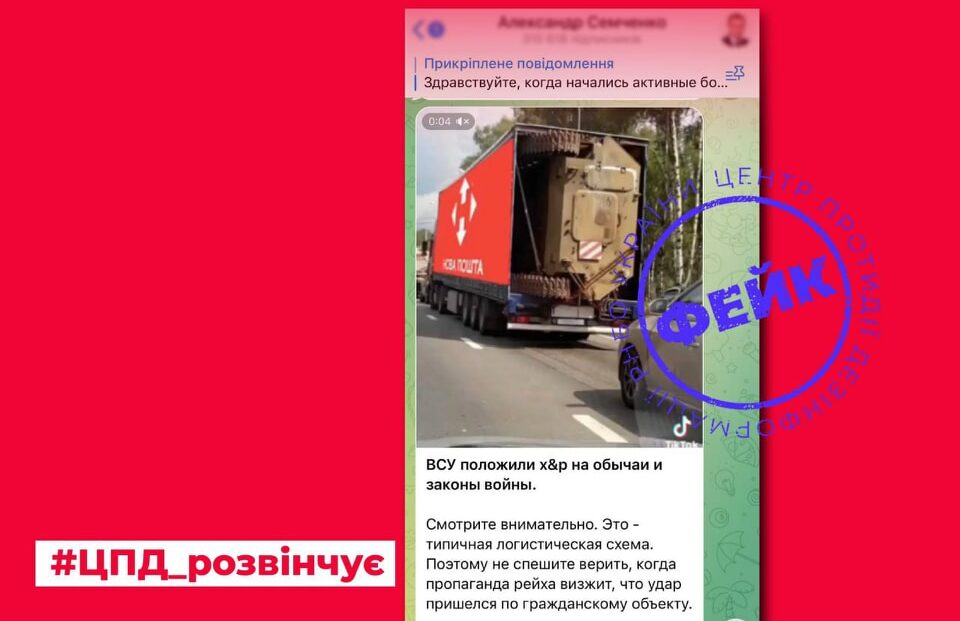 Александр Семченко
Прикріплене повідомлення
Здравствуйте, когда начались активные бо...
0:04
НОВА ПОШТА
TikTok
ВСУ положили х&р на обычаи и
законы войны.
Смотрите внимательно. Это -
типичная логистическая схема.
Поэтому не спешите верить, когда
пропаганда рейха визжит, что удар
пришелся по гражданскому объекту.
ЦЕНТР ПРОТИДІЇ ДЕЗІНФОРМАЦІЇ РНБО УКРАЇНИ
ФЕЙК
#ЦПД_розвінчує